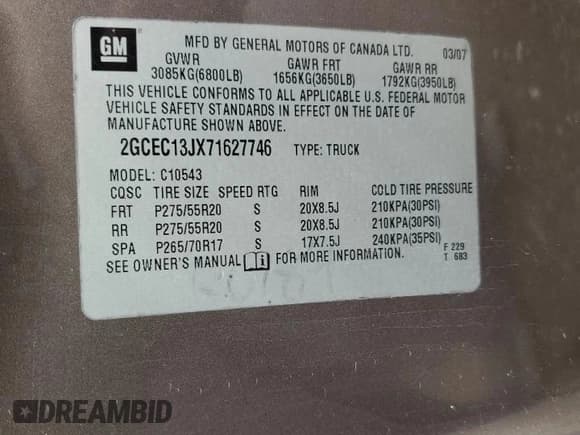 GM
MFD BY GENERAL MOTORS OF CANADA LTD. 03/07
GVWR GAWR FRT GAWR RR
3085KG(6800LB) 1656KG(3650LB) 1792KG(3950LB)
THIS VEHICLE CONFORMS TO ALL APPLICABLE U.S. FEDERAL MOTOR
VEHICLE SAFETY STANDARDS IN EFFECT ON THE DATE OF
MANUFACTURE SHOWN ABOVE.
2GCEC13JX71627746 TYPE: TRUCK
MODEL: C10543
CQSC TIRE SIZE SPEED RTG RIM COLD TIRE PRESSURE
FRT P275/55R20 S 20X8.5J 210KPA(30PSI)
RR P275/55R20 S 20X8.5J 210KPA(30PSI)
SPA P265/70R17 S 17X7.5J 240KPA(35PSI)
SEE OWNER'S MANUAL FOR MORE INFORMATION.
F 229
T 683
DREAMBID